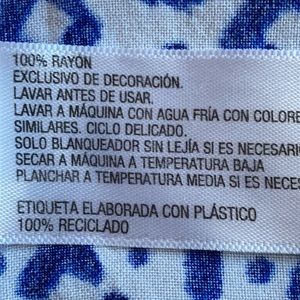 100% RAYÓN
EXCLUSIVO DE DECORACIÓN.
LAVAR ANTES DE USAR.
LAVAR A MÁQUINA CON AGUA FRÍA CON COLORE
SIMILARES. CICLO DELICADO.
SOLO BLANQUEADOR SIN LEJÍA SI ES NECESARI
SECAR A MÁQUINA A TEMPERATURA BAJA
PLANCHAR A TEMPERATURA MEDIA SI ES NECES
ETIQUETA ELABORADA CON PLÁSTICO
100% RECICLADO